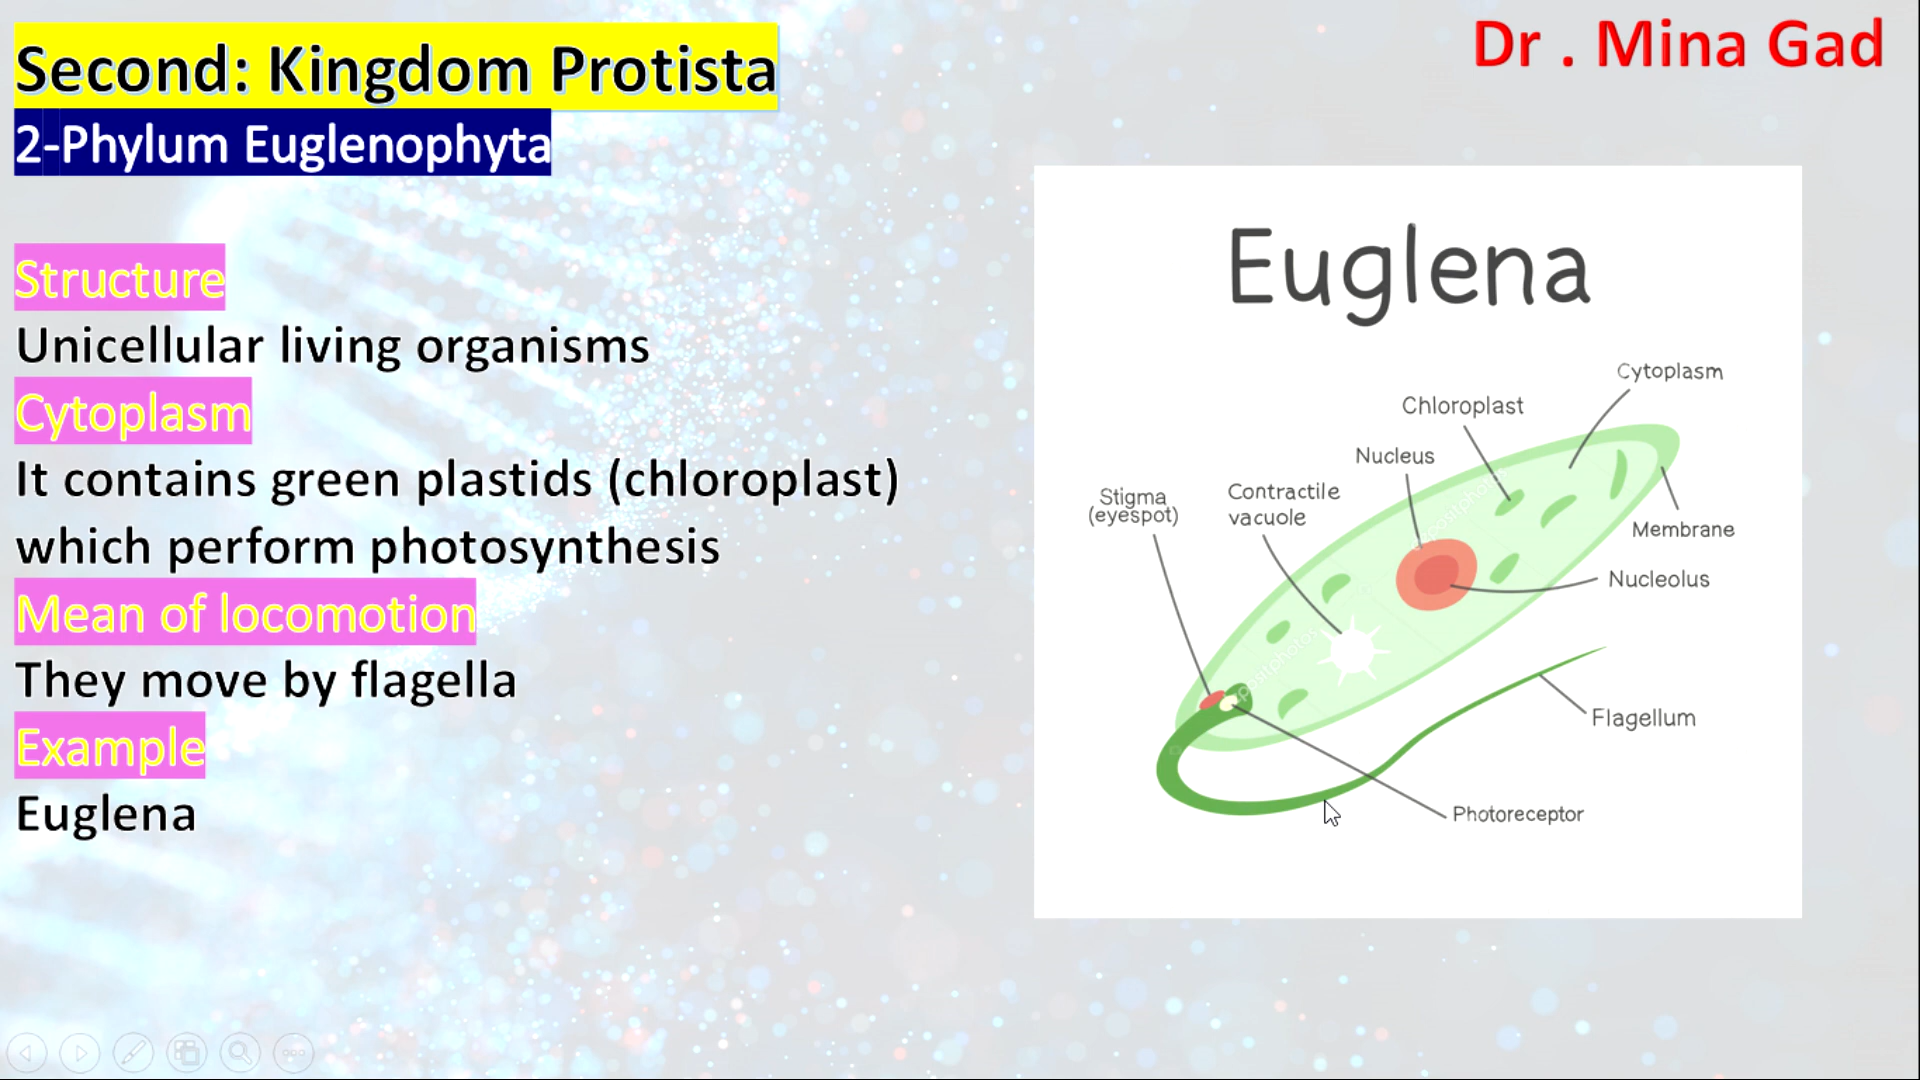 Second: Kingdom Protista
Dr . Mina Gad
2-Phylum Euglenophyta
Structure
Unicellular living organisms
Cytoplasm
It contains green plastids (chloroplast)
which perform photosynthesis
Mean of locomotion
They move by flagella
Example
Euglena
Euglena
Cytoplasm
Chloroplast
Nucleus
Stigma
(eyespot)
Contractile
vacuole
Membrane
Nucleolus
Flagellum
Photoreceptor